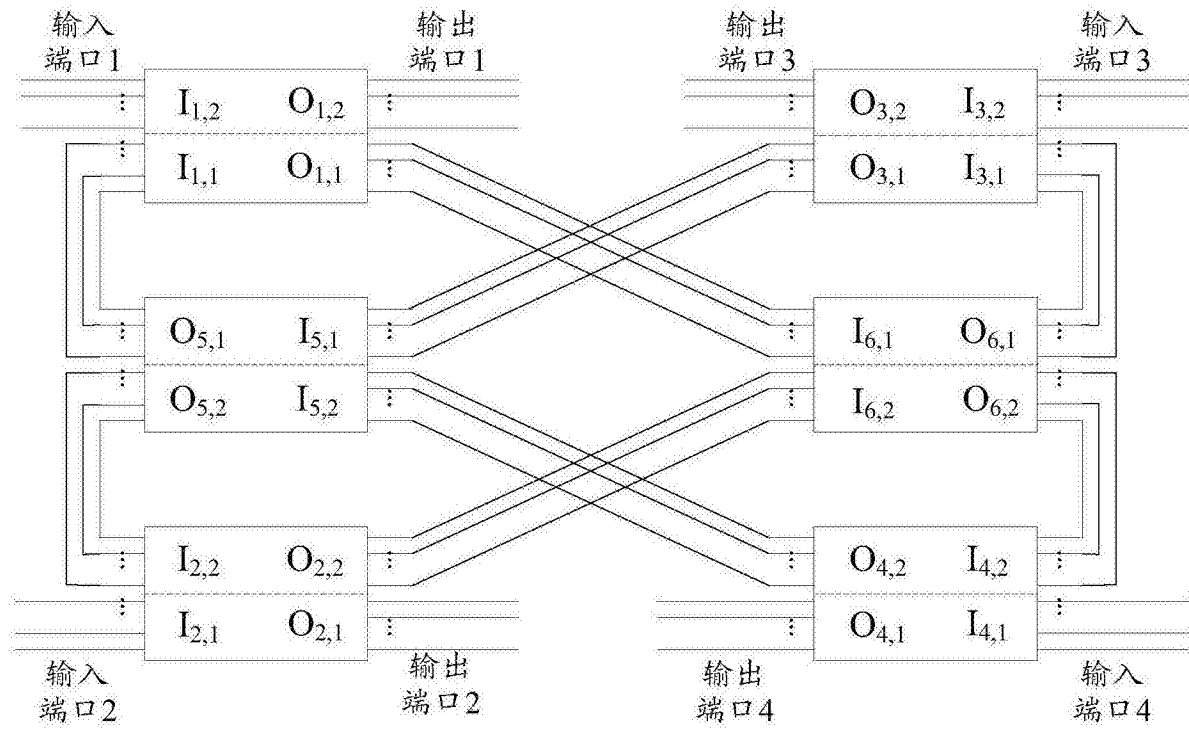 输入
端口1
输出
端口1
输出
端口3
输入
端口3
I1,2 O1,2
O3,2 I3,2
I1,1 O1,1
O3,1 I3,1
O5,1 I5,1
I6,1 O6,1
O5,2 I5,2
I6,2 O6,2
I2,2 O2,2
O4,2 I4,2
I2,1 O2,1
O4,1 I4,1
输入
端口2
输出
端口2
输出
端口4
输入
端口4